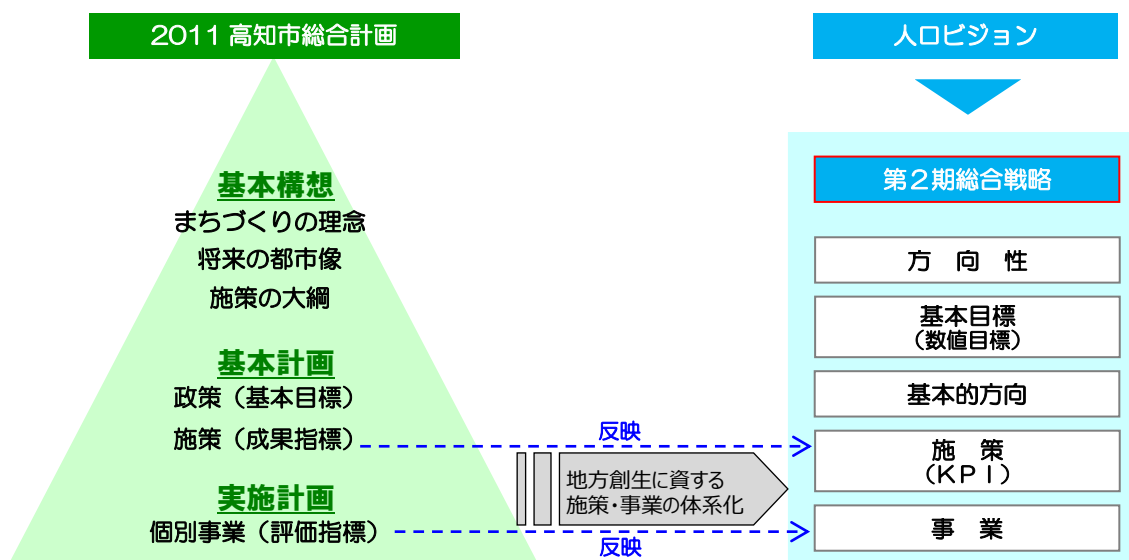 2011 高知市総合計画
基本構想
まちづくりの理念
将来の都市像
施策の大綱
基本計画
政策（基本目標）
施策（成果指標）
実施計画
個別事業（評価指標）
反映
地方創生に資する
施策・事業の体系化
反映
人口ビジョン
第２期総合戦略
方　向　性
基本目標
（数値目標）
基本的方向
施　策
（ＫＰＩ）
事　業